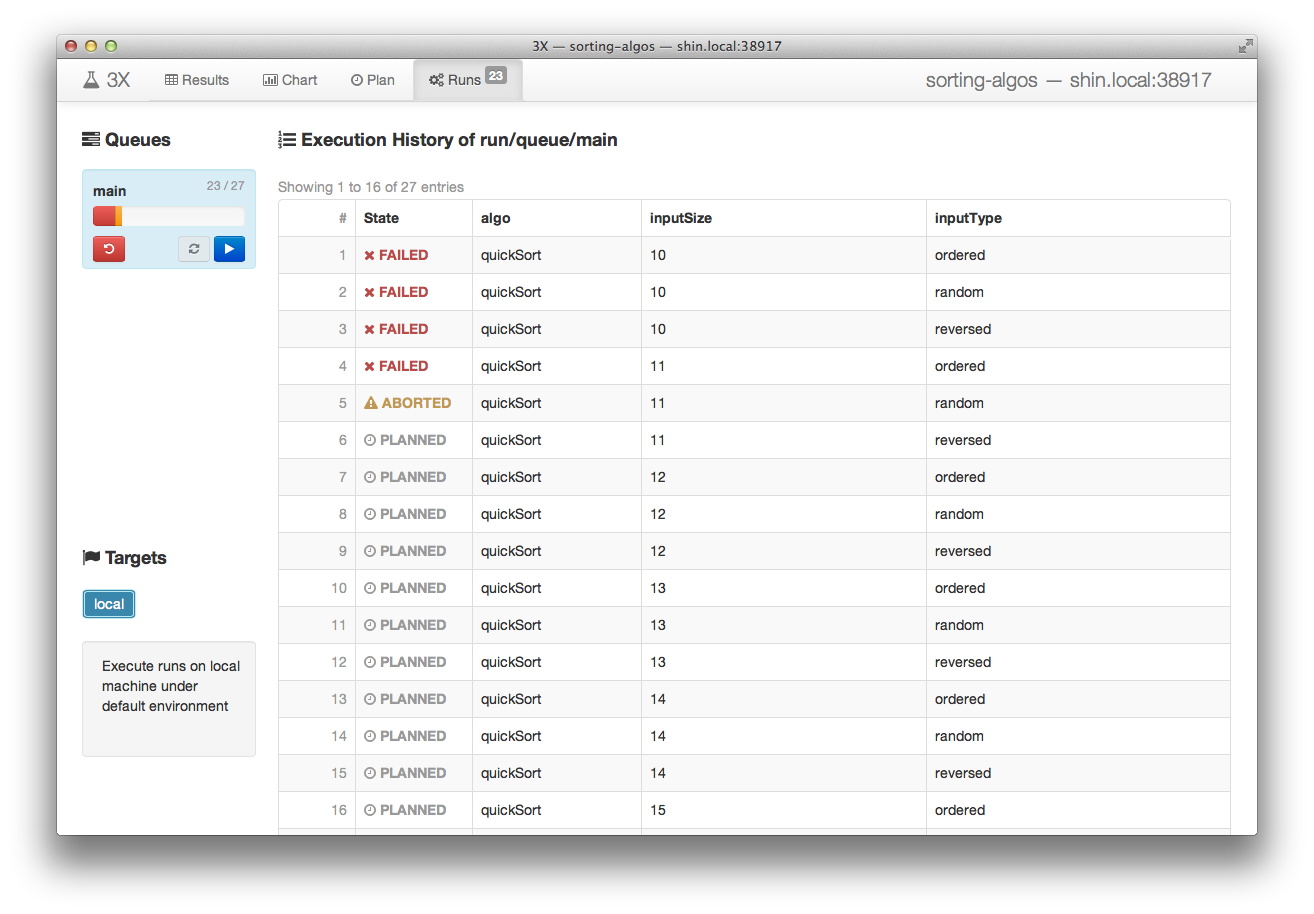 3X — sorting-algos — shin.local:38917
3X Results Chart Plan Runs 23 sorting-algos — shin.local:38917
Queues
main 23 / 27
Targets
local
Execute runs on local
machine under
default environment
Execution History of run/queue/main
Showing 1 to 16 of 27 entries
# State algo inputSize inputType
1 FAILED quickSort 10 ordered
2 FAILED quickSort 10 random
3 FAILED quickSort 10 reversed
4 FAILED quickSort 11 ordered
5 ABORTED quickSort 11 random
6 PLANNED quickSort 11 reversed
7 PLANNED quickSort 12 ordered
8 PLANNED quickSort 12 random
9 PLANNED quickSort 12 reversed
10 PLANNED quickSort 13 ordered
11 PLANNED quickSort 13 random
12 PLANNED quickSort 13 reversed
13 PLANNED quickSort 14 ordered
14 PLANNED quickSort 14 random
15 PLANNED quickSort 14 reversed
16 PLANNED quickSort 15 ordered